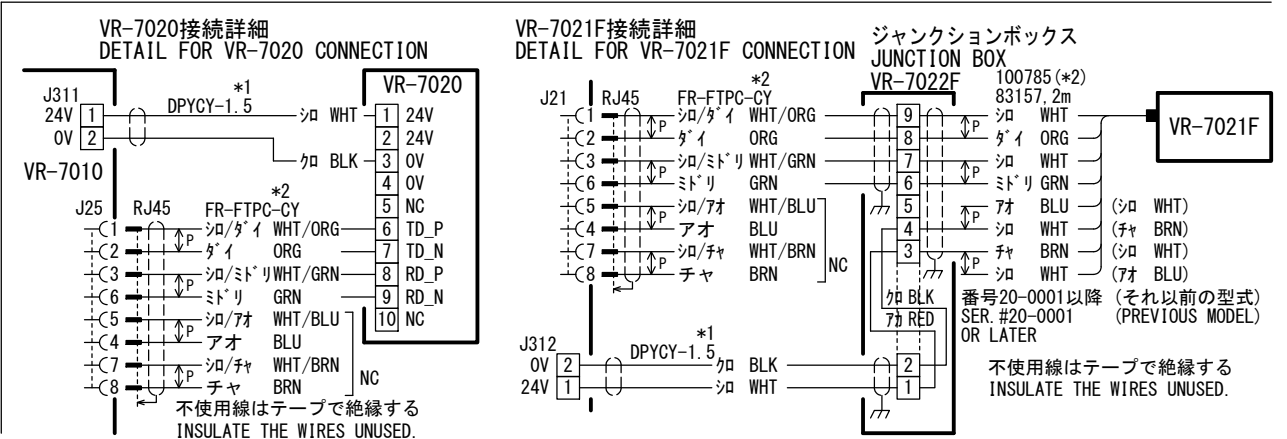 VR-7020接続詳細
DETAIL FOR VR-7020 CONNECTION
J311
24V 1
0V 2
*1
DPYCY-1.5
シロ WHT
クロ BLK
VR-7020
1 24V
2 24V
3 0V
4 0V
5 NC
6 TD_P
7 TD_N
8 RD_P
9 RD_N
10 NC
VR-7010
J25 RJ45
*2
FR-FTPC-CY
1 シロ/ダイ WHT/ORG
2 P ダイ ORG
3 シロ/ミドリ WHT/GRN
6 P ミドリ GRN
5 シロ/アオ WHT/BLU
4 P アオ BLU
7 シロ/チャ WHT/BRN
8 P チャ BRN
NC
不使用線はテープで絶縁する
INSULATE THE WIRES UNUSED.
VR-7021F接続詳細
DETAIL FOR VR-7021F CONNECTION
J21 RJ45
*2
FR-FTPC-CY
1 シロ/ダイ WHT/ORG
2 P ダイ ORG
3 シロ/ミドリ WHT/GRN
6 P ミドリ GRN
5 シロ/アオ WHT/BLU
4 P アオ BLU
7 シロ/チャ WHT/BRN
8 P チャ BRN
NC
J312
0V 2
24V 1
*1
DPYCY-1.5
クロ BLK
シロ WHT
ジャンクションボックス
JUNCTION BOX
VR-7022F
9
8
7
6
5
4
3
クロ BLK
アカ RED
2
1
100785(*2)
83157,2m
シロ WHT
P ダイ ORG
シロ WHT
P ミドリ GRN
アオ BLU (シロ WHT)
P シロ WHT (チャ BRN)
チャ BRN (シロ WHT)
P シロ WHT (アオ BLU)
番号20-0001以降 (それ以前の型式)
SER. #20-0001 (PREVIOUS MODEL)
OR LATER
不使用線はテープで絶縁する
INSULATE THE WIRES UNUSED.
VR-7021F